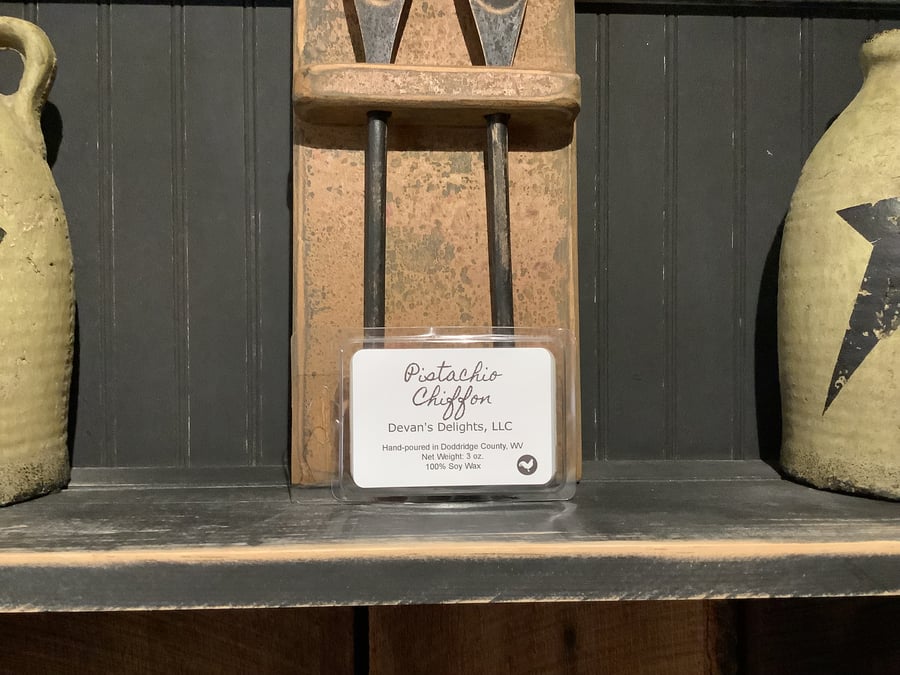 Pistachio
Chiffon
Devan's Delights, LLC
Hand-poured in Doddridge County, WV
Net Weight: 3 oz.
100% Soy Wax